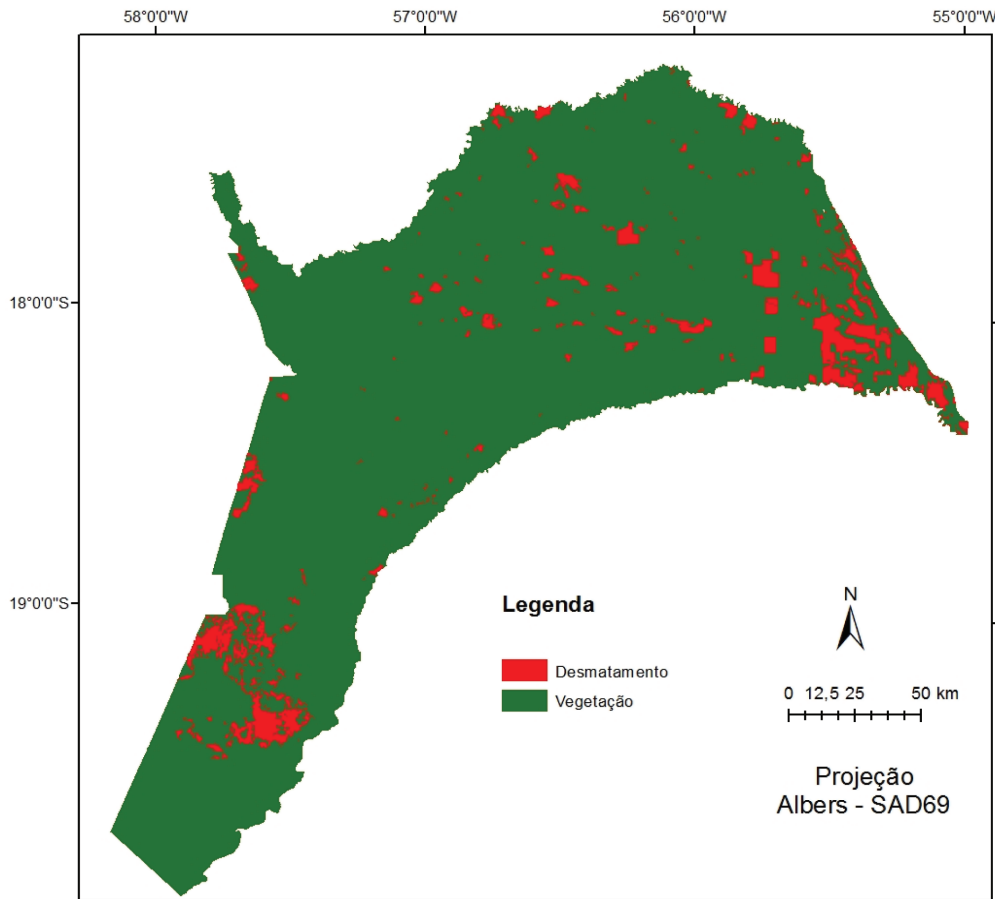 58°0'0"W 57°0'0"W 56°0'0"W 55°0'0"W
18°0'0"S
19°0'0"S
Legenda
Desmatamento
Vegetação
N
0 12,5 25 50 km
Projeção
Albers - SAD69